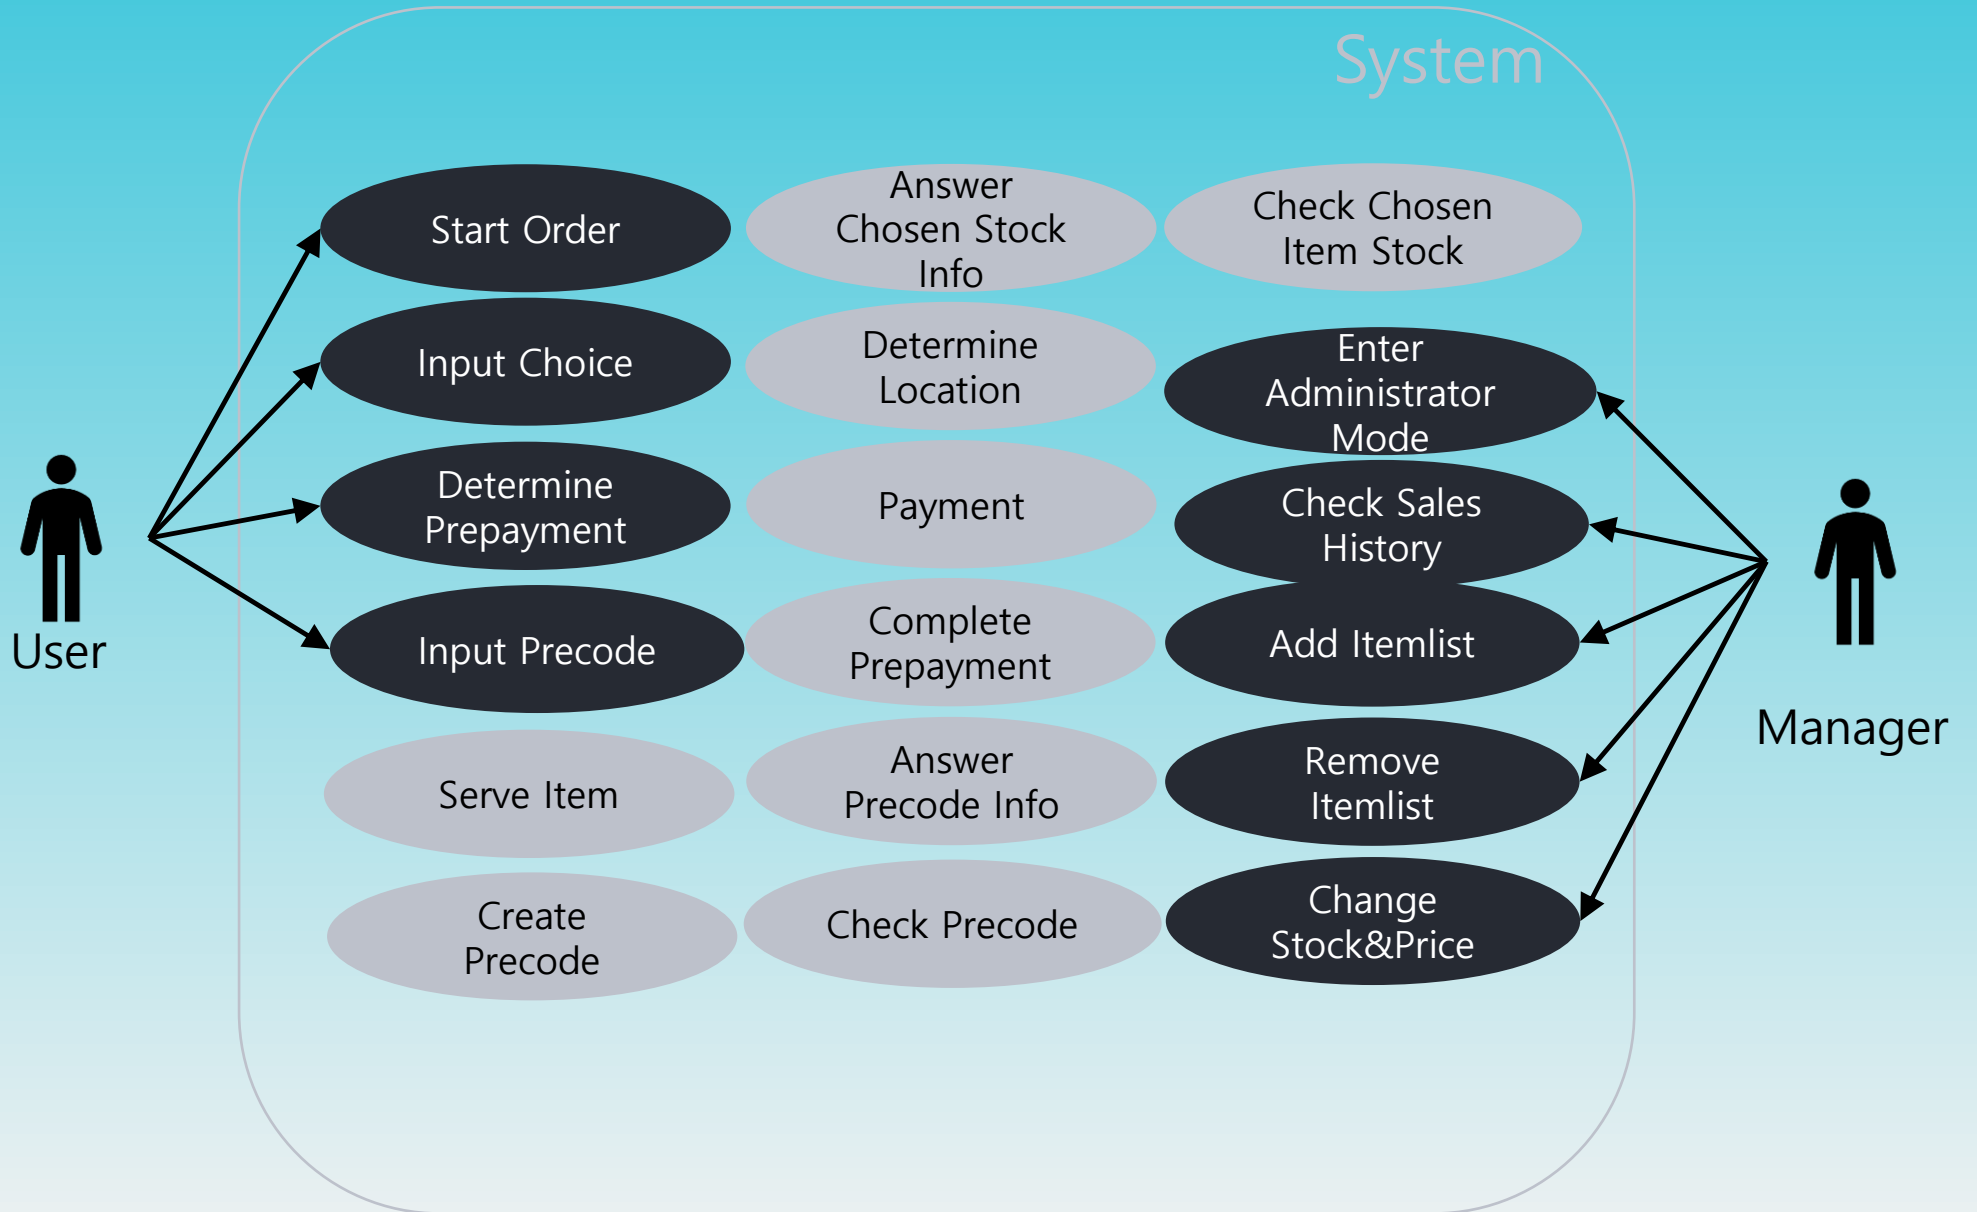 System
Start Order
Answer
Chosen Stock
Info
Check Chosen
Item Stock
Input Choice
Determine
Location
Enter
Administrator
Mode
Determine
Prepayment
Payment
Check Sales
History
User
Input Precode
Complete
Prepayment
Add Itemlist
Manager
Serve Item
Answer
Precode Info
Remove
Itemlist
Create
Precode
Check Precode
Change
Stock&Price